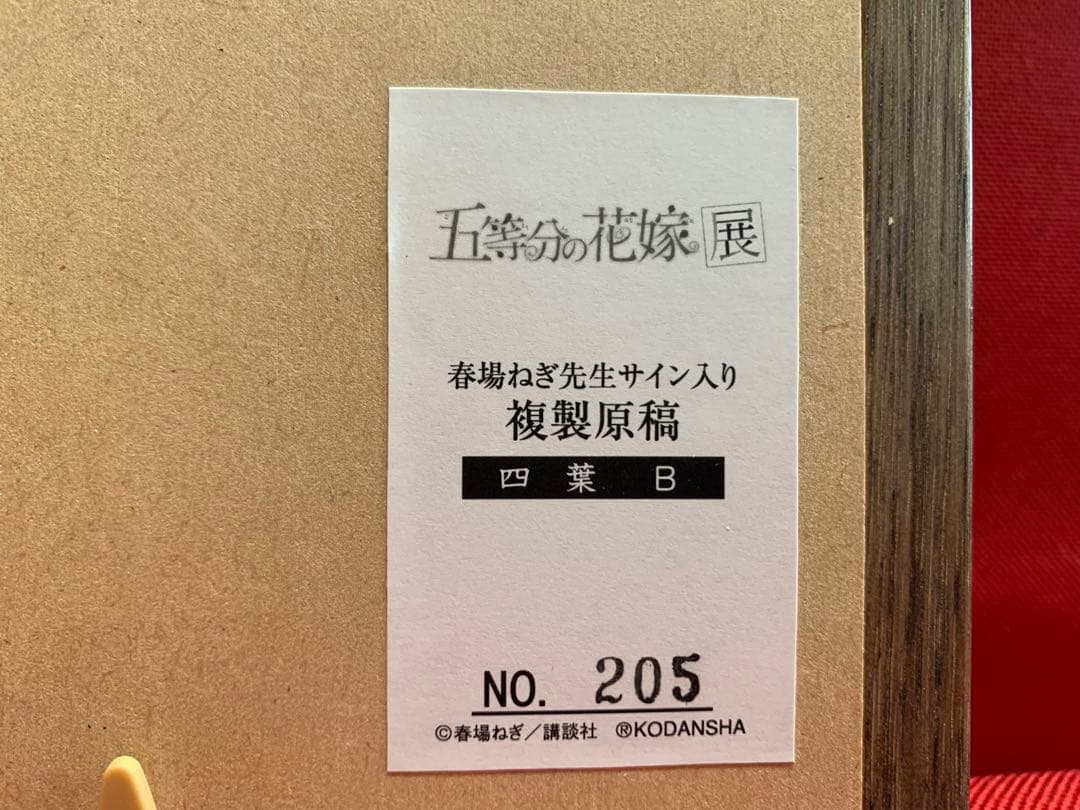 五等分の花嫁 展
春場ねぎ先生サイン入り
複製原稿
四葉 B
NO. 205
©春場ねぎ／講談社 ®KODANSHA